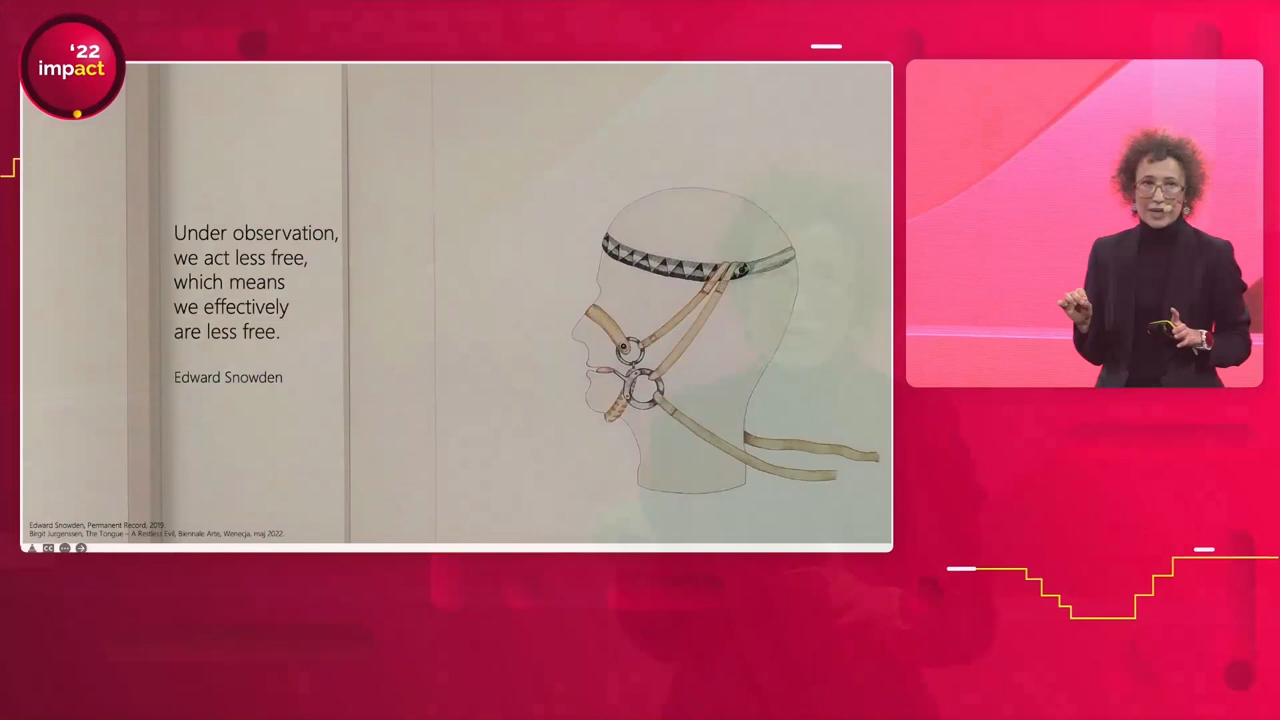 '22
impact
Under observation,
we act less free,
which means
we effectively
are less free.
Edward Snowden
Edward Snowden, Permanent Record, 2019.
Birgit Jurgenssen, The Tongue – A Restless Evil, Biennale Arte, Wenecja, maj 2022.
CC